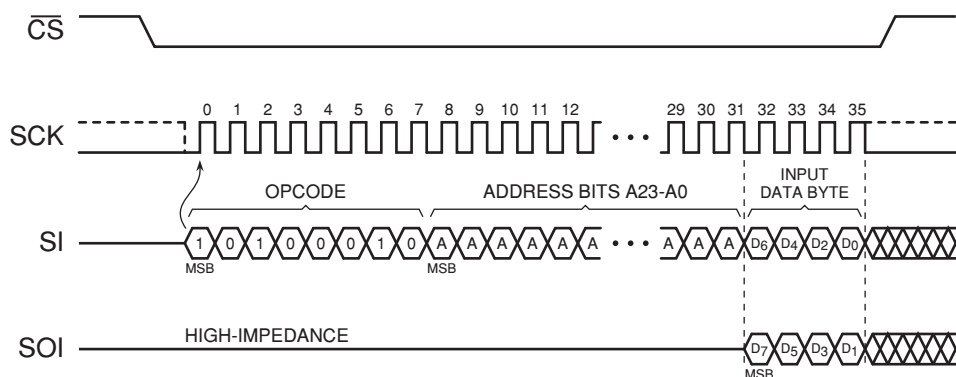 CS
0 1 2 3 4 5 6 7 8 9 10 11 12 29 30 31 32 33 34 35
SCK
OPCODE ADDRESS BITS A23-A0 INPUT DATA BYTE
SI 1 0 1 0 0 0 1 0 A A A A A A A A A D6 D4 D2 D0
MSB MSB
HIGH-IMPEDANCE
SOI D7 D5 D3 D1
MSB